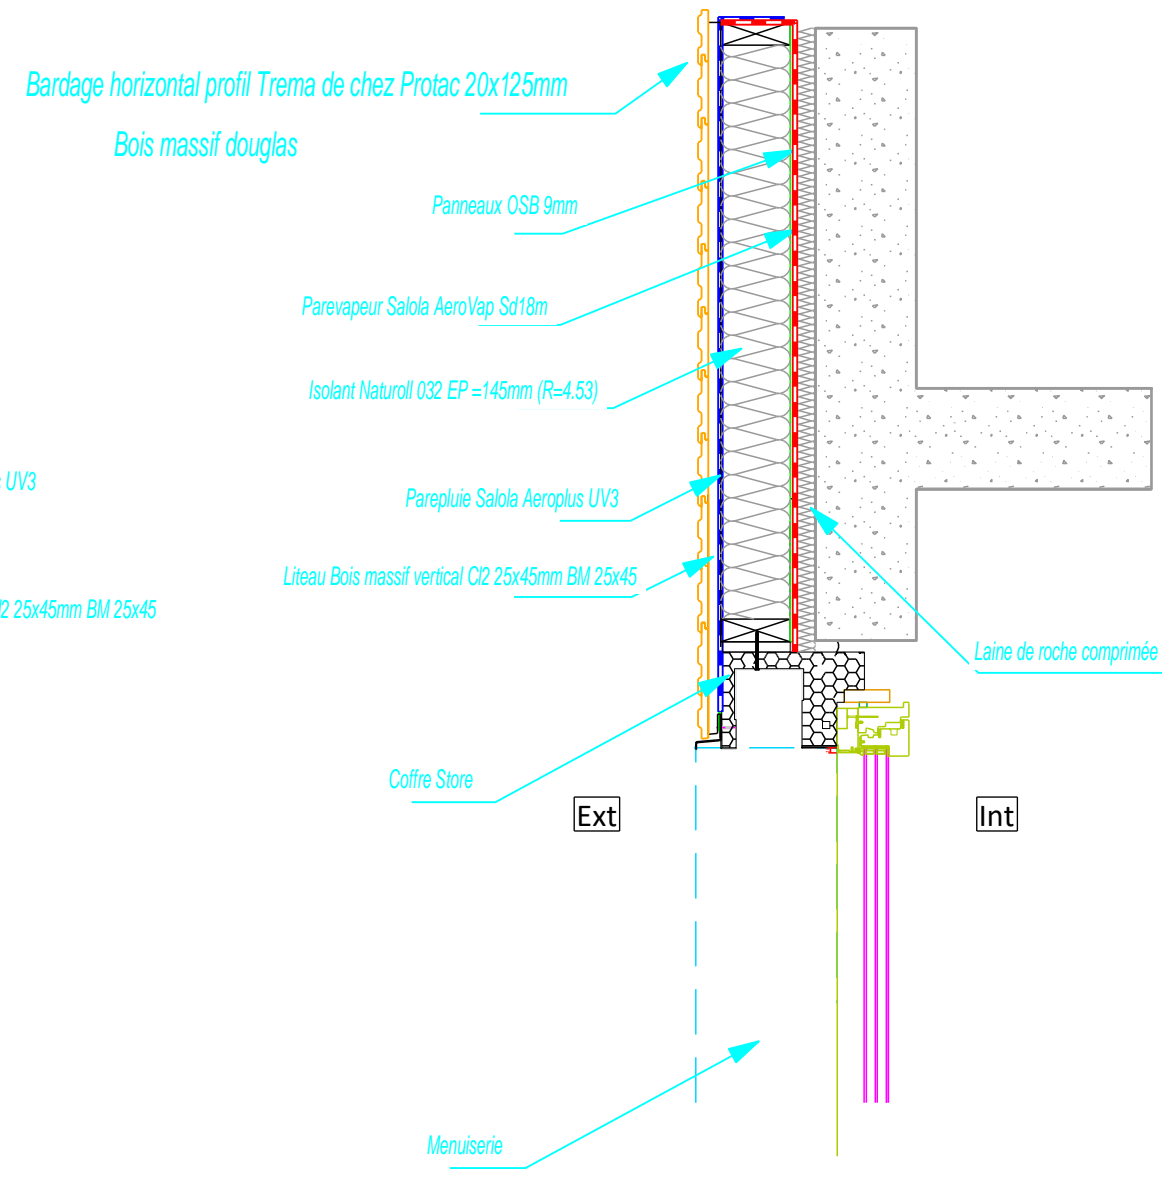 Bardage horizontal profil Trema de chez Protac 20x125mm
Bois massif douglas
Panneaux OSB 9mm
Parevapeur Salola AeroVap Sd18m
Isolant Naturoll 032 EP =145mm (R=4.53)
UV3
Parepluie Salola Aeroplus UV3
Liteau Bois massif vertical Cl2 25x45mm BM 25x45
25x45mm BM 25x45
Laine de roche comprimée
Coffre Store
Ext
Int
Menuiserie